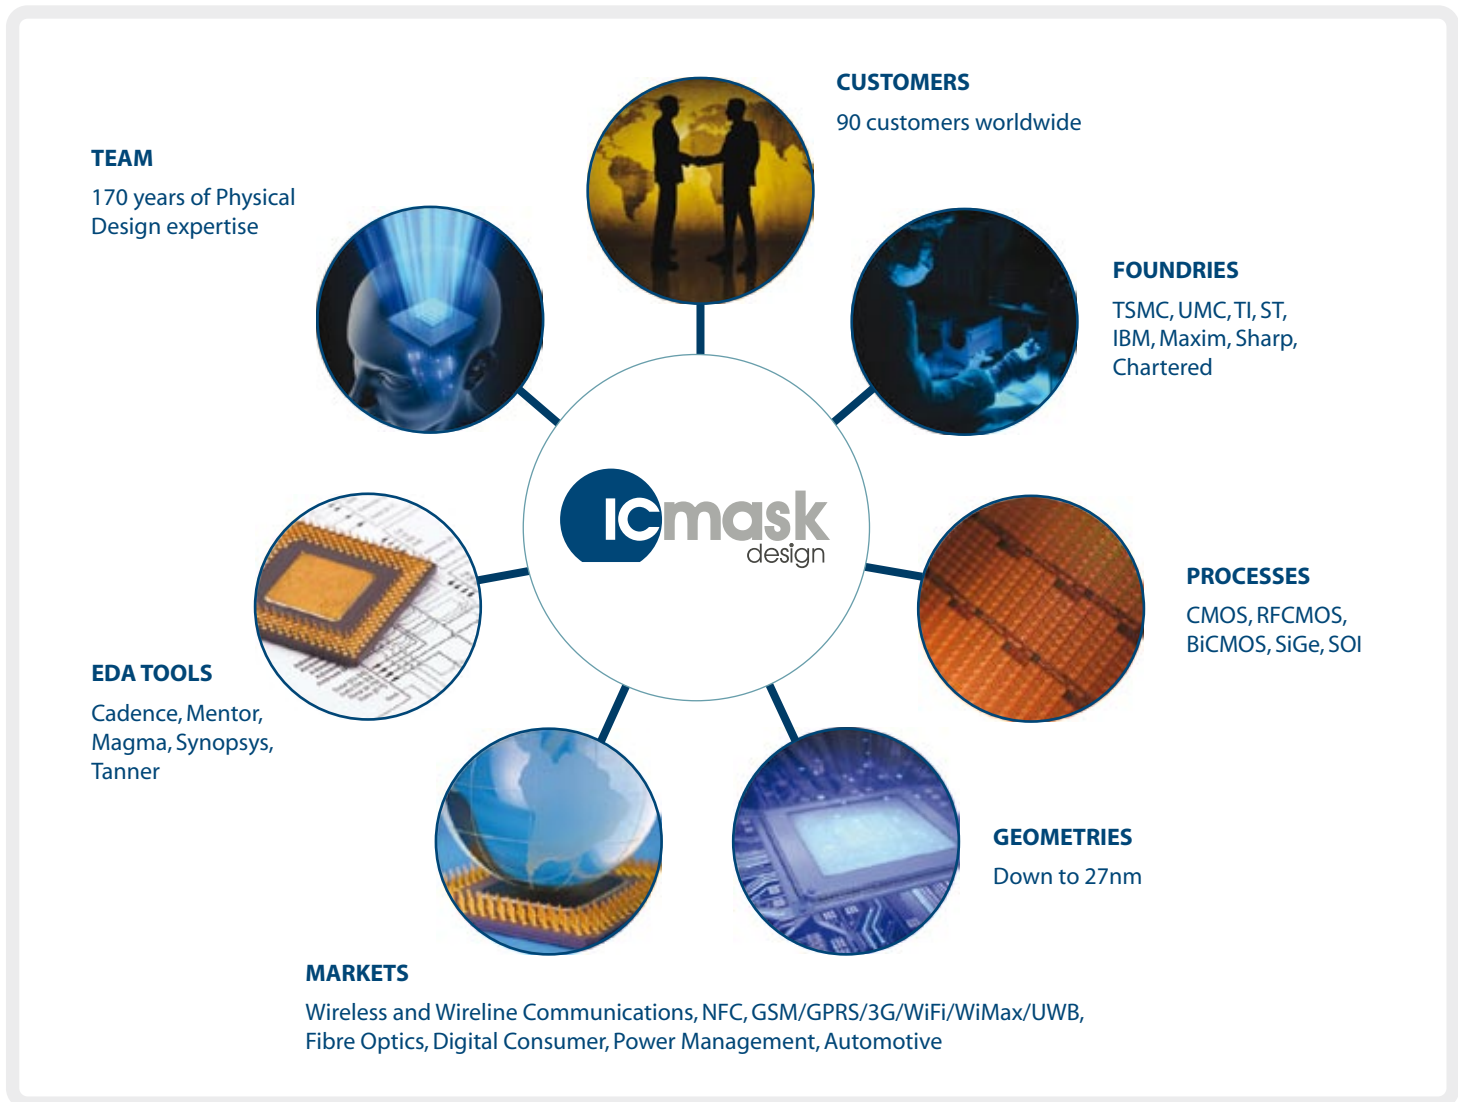 CUSTOMERS
90 customers worldwide
TEAM
170 years of Physical
Design expertise
FOUNDRIES
TSMC, UMC, TI, ST,
IBM, Maxim, Sharp,
Chartered
ICmask
design
PROCESSES
CMOS, RFCMOS,
BiCMOS, SiGe, SOI
EDA TOOLS
Cadence, Mentor,
Magma, Synopsys,
Tanner
GEOMETRIES
Down to 27nm
MARKETS
Wireless and Wireline Communications, NFC, GSM/GPRS/3G/WiFi/WiMax/UWB,
Fibre Optics, Digital Consumer, Power Management, Automotive